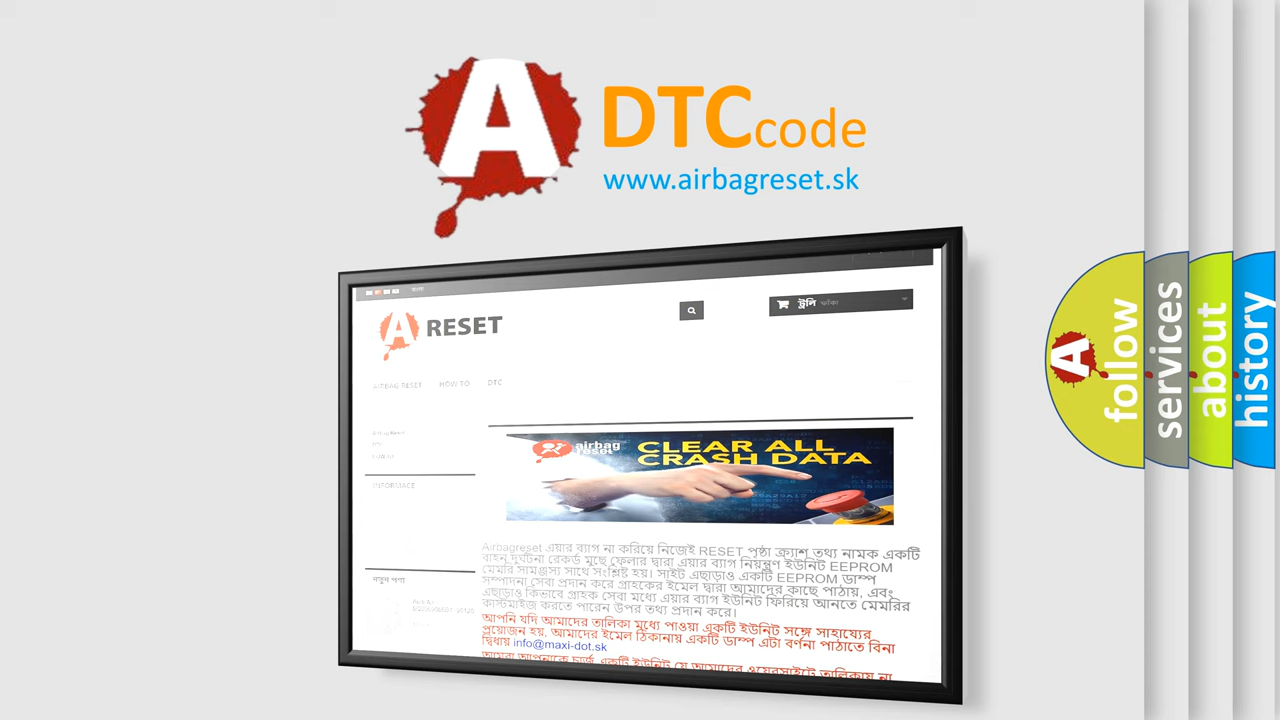 A
DTC code
www.airbagreset.sk
বাংলা
A RESET
ট্রলি
AIRBAG RESET HOW TO DTC
INFORMACE
airbag
reset
CLEAR ALL
CRASH DATA
Airbagreset এয়ার ব্যাগ না করিয়ে নিজেই RESET পৃষ্ঠা ক্র্যাশ তথ্য নামক একটি
বাহন দুর্ঘটনা রেকর্ড মুছে ফেলার দ্বারা এয়ার ব্যাগ নিয়ন্ত্রণ ইউনিট EEPROM
মেমরি সামঞ্জস্য সাথে সংশ্লিষ্ট হয়। সাইট এছাড়াও একটি EEPROM ডাম্প
সম্পাদনা সেবা প্রদান করে গ্রাহকের ইমেল দ্বারা আমাদের কাছে পাঠায়, এবং
এছাড়াও কিভাবে গ্রাহক সেবা মধ্যে এয়ার ব্যাগ ইউনিট ফিরিয়ে আনতে মেমরির
কাস্টমাইজ করতে পারেন উপর তথ্য প্রদান করে।
আপনি যদি আমাদের তালিকা মধ্যে পাওয়া একটি ইউনিট সঙ্গে সাহায্যের
প্রয়োজন হয়, আমাদের ইমেল ঠিকানায় একটি ডাম্প এটা বর্ণনা পাঠাতে বিনা
দ্বিধায় info@maxi-dot.sk
নতুন পণ্য
A
follow
services
about
history